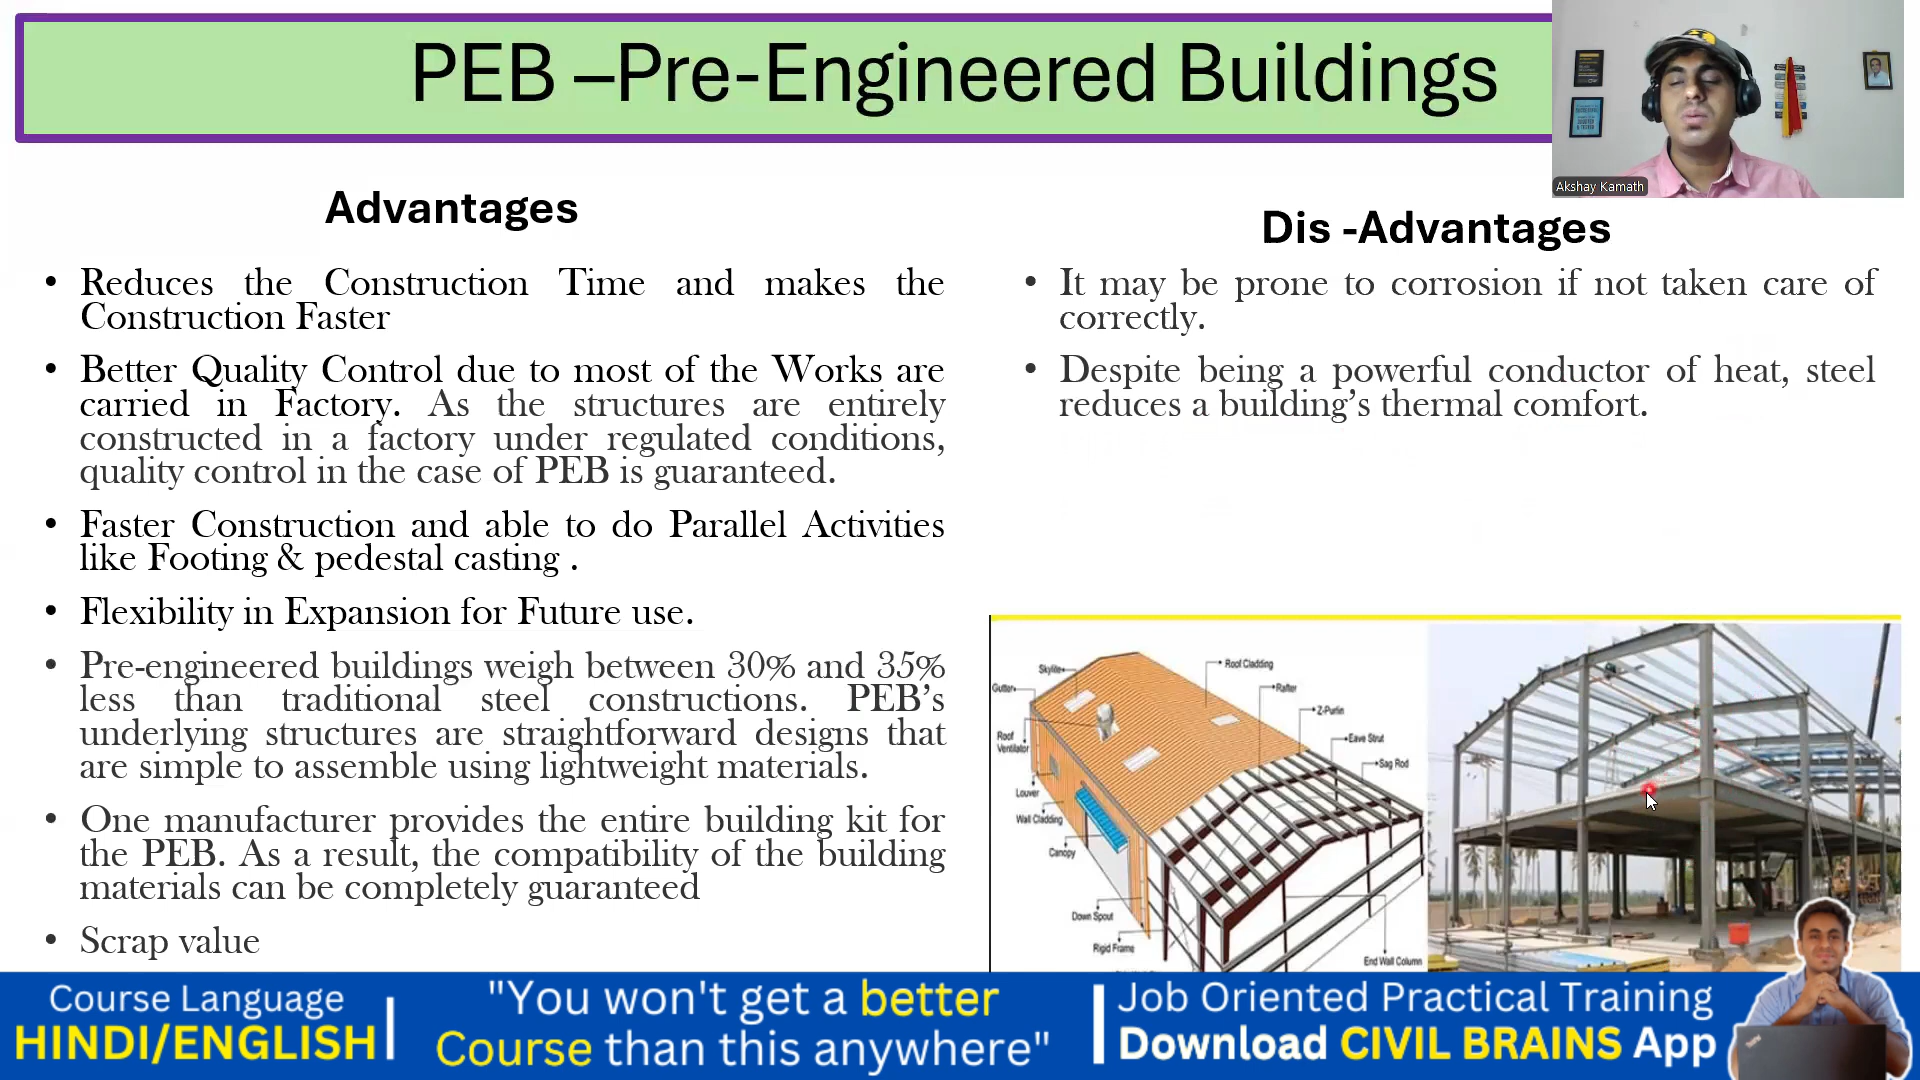 PEB –Pre-Engineered Buildings
Akshay Kamath
Advantages
• Reduces the Construction Time and makes the
Construction Faster
• Better Quality Control due to most of the Works are
carried in Factory. As the structures are entirely
constructed in a factory under regulated conditions,
quality control in the case of PEB is guaranteed.
• Faster Construction and able to do Parallel Activities
like Footing & pedestal casting .
• Flexibility in Expansion for Future use.
• Pre-engineered buildings weigh between 30% and 35%
less than traditional steel constructions. PEB’s
underlying structures are straightforward designs that
are simple to assemble using lightweight materials.
• One manufacturer provides the entire building kit for
the PEB. As a result, the compatibility of the building
materials can be completely guaranteed
• Scrap value
Dis -Advantages
• It may be prone to corrosion if not taken care of
correctly.
• Despite being a powerful conductor of heat, steel
reduces a building’s thermal comfort.
Skylite
Roof Cladding
Gutter
Rafter
Z-Purlin
Roof
Ventilator
Eave Strut
Sag Rod
Louver
Wall Cladding
Canopy
Down Spout
Rigid Frame
End Wall Column
Course Language
HINDI/ENGLISH
"You won't get a better
Course than this anywhere"
Job Oriented Practical Training
Download CIVIL BRAINS App